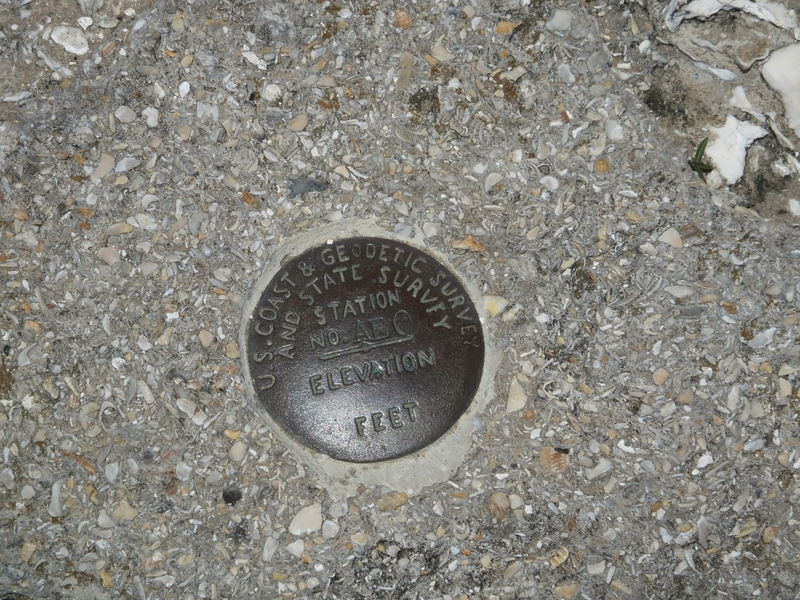 U.S. COAST & GEODETIC SURVEY
AND STATE SURVEY
STATION
NO.
ELEVATION
FEET